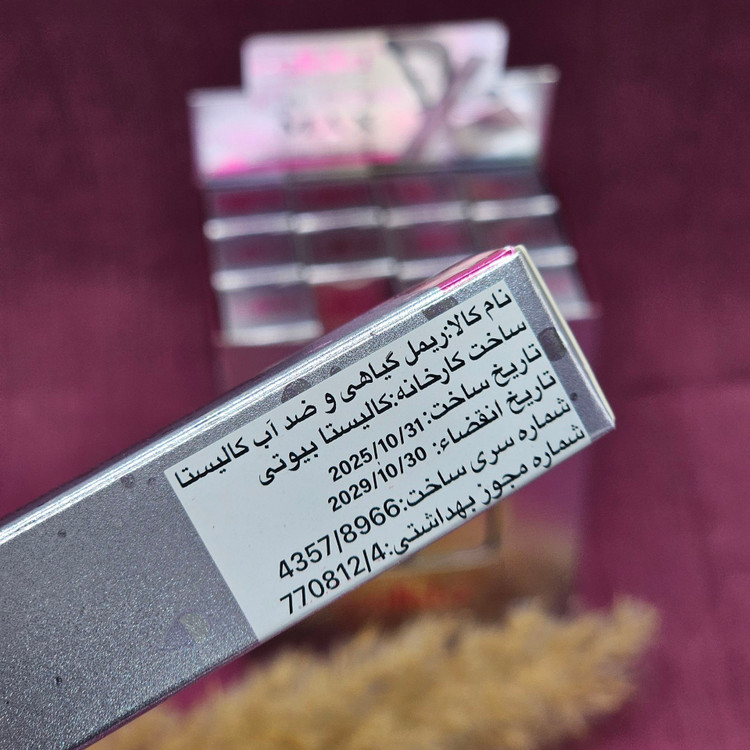 نام کالا:ریمل گیاهی و ضد آب کالیستا
ساخت کارخانه:کالیستا بیوتی
تاریخ ساخت:2025/10/31
تاریخ انقضاء: 2029/10/30
شماره سری ساخت:4357/8966
شماره مجوز بهداشتی:770812/4